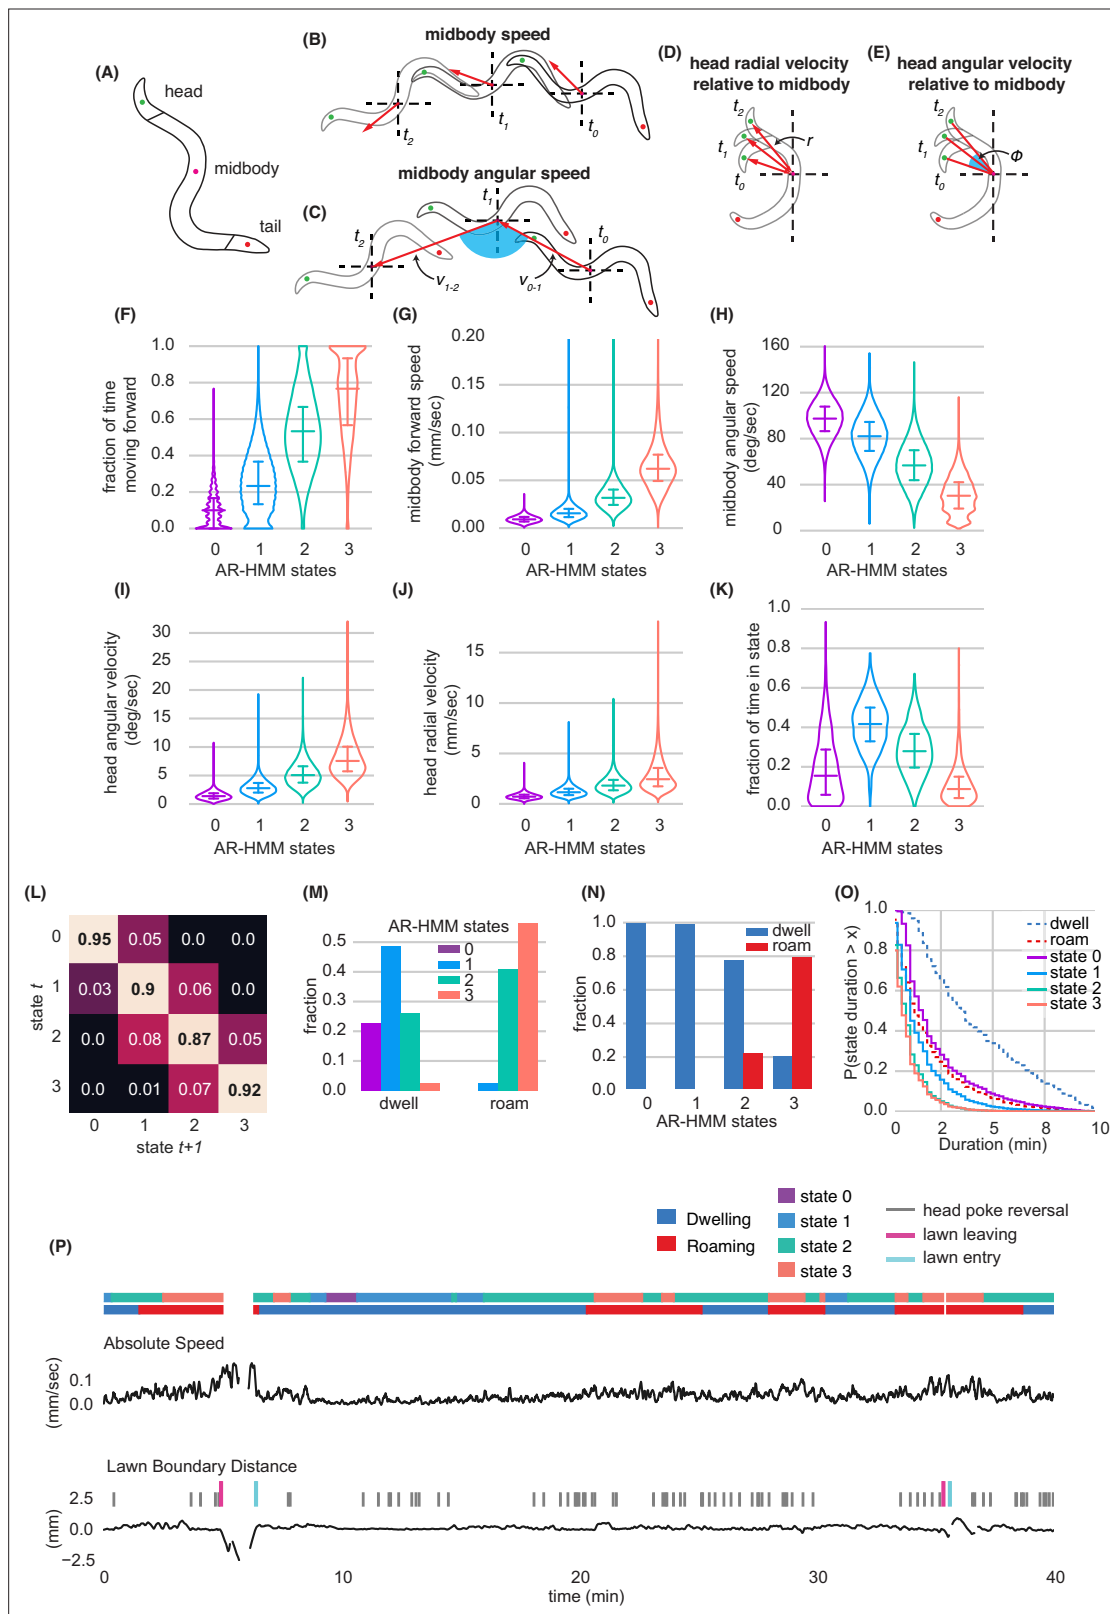 (A)
head
midbody
tail
(B)
midbody speed
t2
t1
t0
midbody angular speed
(C)
t1
t2
t0
v1-2
v0-1
(D)
head radial velocity
relative to midbody
t2
t1
t0
r
(E)
head angular velocity
relative to midbody
t2
t1
t0
Φ
(F)
fraction of time
moving forward
1.0
0.8
0.6
0.4
0.2
0.0
0 1 2 3
AR-HMM states
(G)
midbody forward speed
(mm/sec)
0.20
0.15
0.10
0.05
0.00
0 1 2 3
AR-HMM states
(H)
midbody angular speed
(deg/sec)
160
120
80
40
0
0 1 2 3
AR-HMM states
(I)
head angular velocity
(deg/sec)
30
25
20
15
10
5
0
0 1 2 3
AR-HMM states
(J)
head radial velocity
(mm/sec)
15
10
5
0
0 1 2 3
AR-HMM states
(K)
fraction of time in state
1.0
0.8
0.6
0.4
0.2
0.0
0 1 2 3
AR-HMM states
(L)
state t
0 0.95 0.05 0.0 0.0
1 0.03 0.9 0.06 0.0
2 0.0 0.08 0.87 0.05
3 0.0 0.01 0.07 0.92
0 1 2 3
state t+1
(M)
AR-HMM states
0
1
2
3
fraction
0.5
0.4
0.3
0.2
0.1
0.0
dwell roam
(N)
fraction
1.0
0.8
0.6
0.4
0.2
0.0
dwell
roam
0 1 2 3
AR-HMM states
(O)
P(state duration > x)
1.0
0.8
0.6
0.4
0.2
0.0
dwell
roam
state 0
state 1
state 2
state 3
0 2 5 8 10
Duration (min)
(P)
Dwelling
Roaming
state 0
state 1
state 2
state 3
head poke reversal
lawn leaving
lawn entry
Absolute Speed
(mm/sec)
0.1
0.0
Lawn Boundary Distance
(mm)
2.5
0.0
−2.5
0 10 20 30 40
time (min)